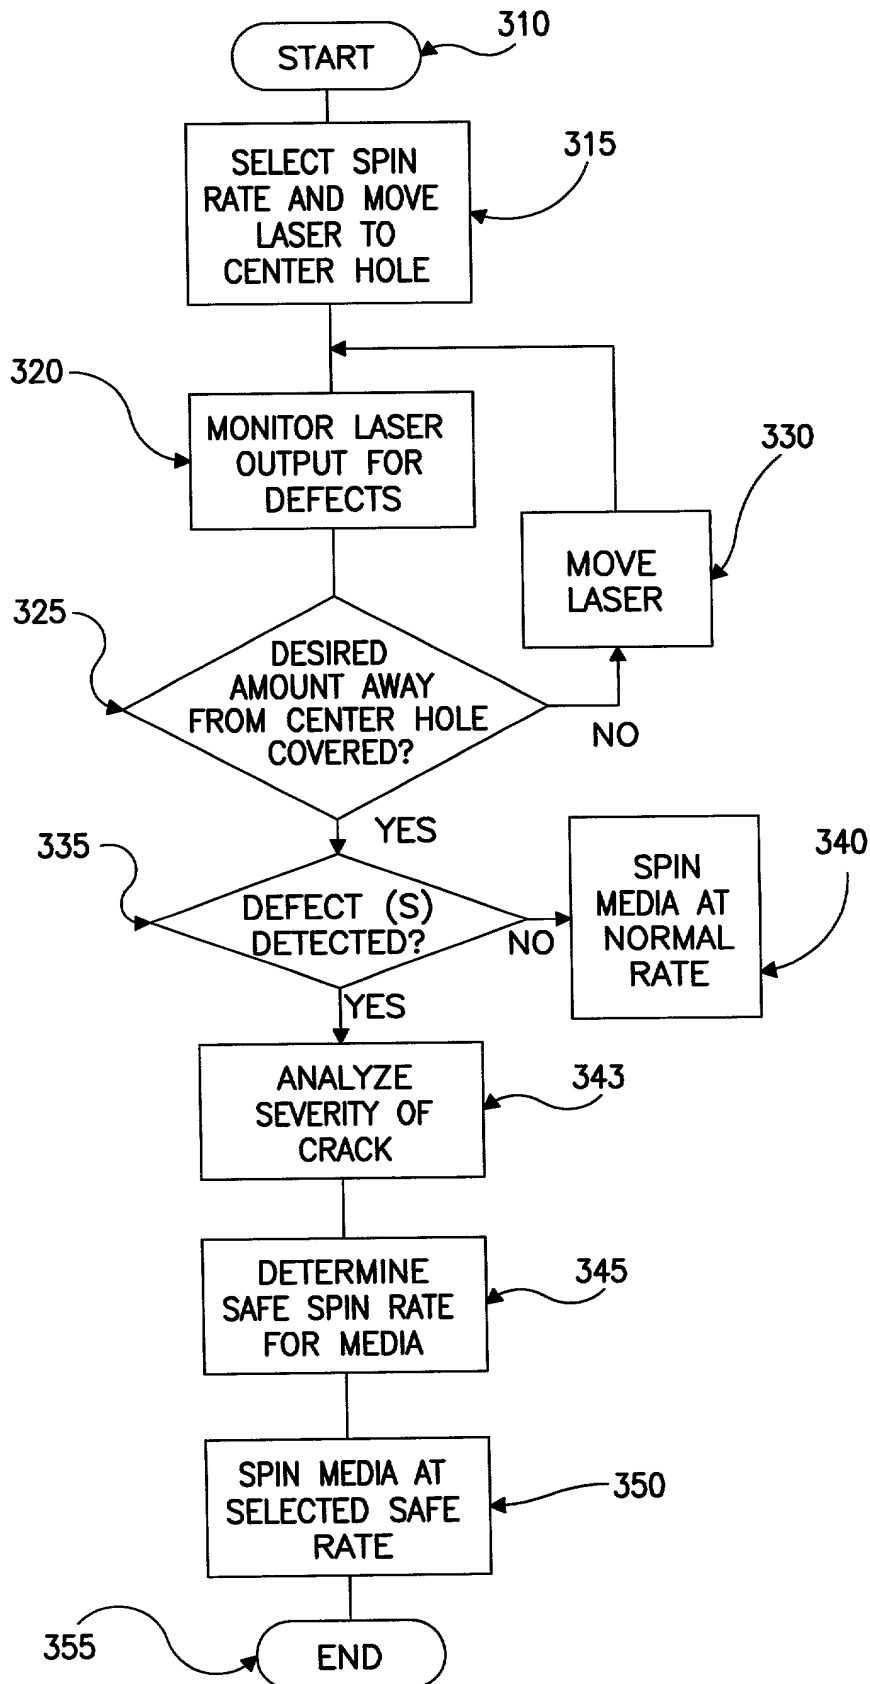 310
START
315
SELECT SPIN
RATE AND MOVE
LASER TO
CENTER HOLE
320
MONITOR LASER
OUTPUT FOR
DEFECTS
330
MOVE
LASER
325
DESIRED
AMOUNT AWAY
FROM CENTER HOLE
COVERED?
NO
YES
335
DEFECT (S)
DETECTED?
NO
340
SPIN
MEDIA AT
NORMAL
RATE
YES
343
ANALYZE
SEVERITY OF
CRACK
345
DETERMINE
SAFE SPIN RATE
FOR MEDIA
350
SPIN MEDIA AT
SELECTED SAFE
RATE
355
END